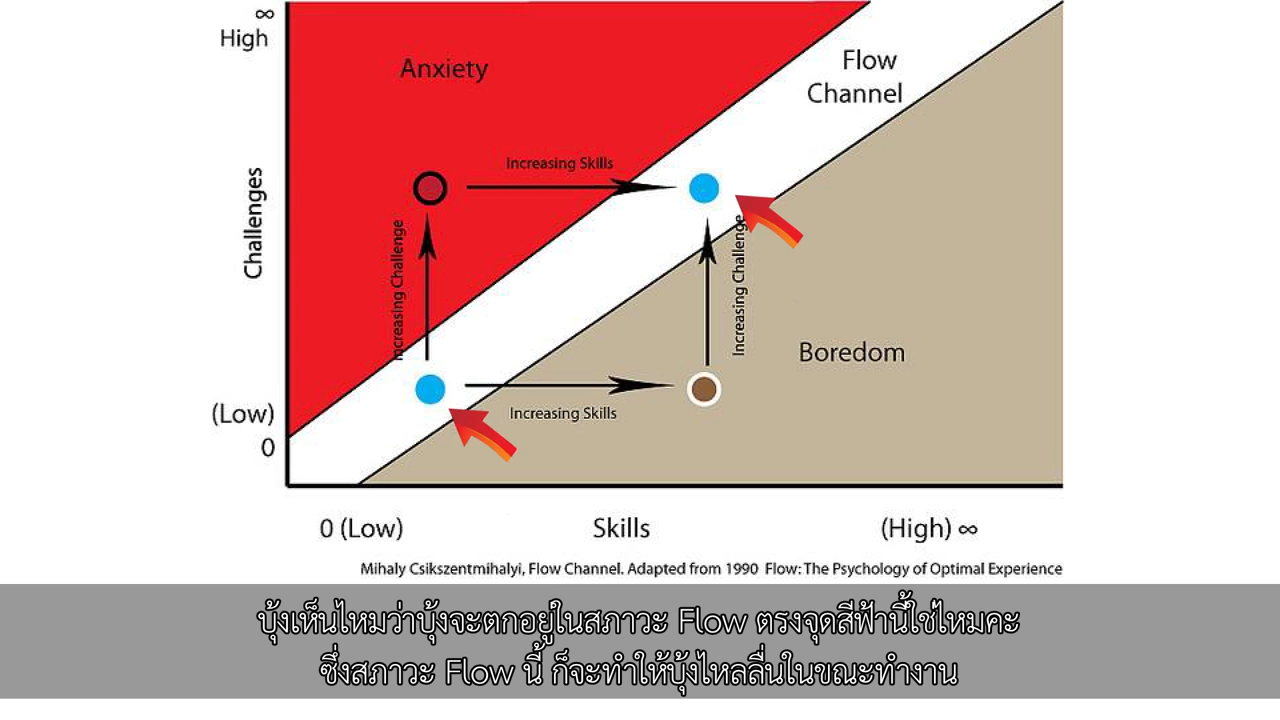 ∞
High
Anxiety
Flow
Channel
Increasing Skills
Challenges
Increasing Challenge
Increasing Challenge
Boredom
(Low)
0
Increasing Skills
0 (Low)
Skills
(High) ∞
Mihaly Csikszentmihalyi, Flow Channel. Adapted from 1990 Flow: The Psychology of Optimal Experience
บุ้งเห็นไหมว่าบุ้งจะตกอยู่ในสภาวะ Flow ตรงจุดสีฟ้านี้ใช่ไหมคะ
ซึ่งสภาวะ Flow นี้ ก็จะทำให้บุ้งไหลลื่นในขณะทำงาน